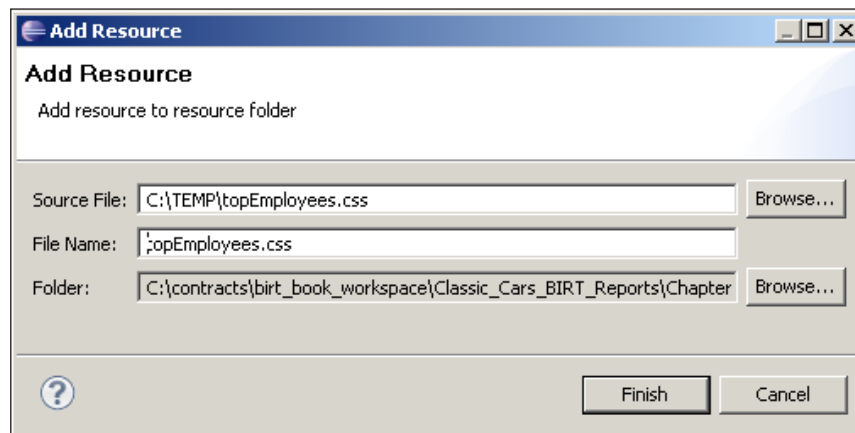 Add Resource
Add Resource
Add resource to resource folder
Source File: C:\TEMP\topEmployees.css Browse...
File Name: topEmployees.css
Folder: C:\contracts\birt_book_workspace\Classic_Cars_BIRT_Reports\Chapter Browse...
? Finish Cancel